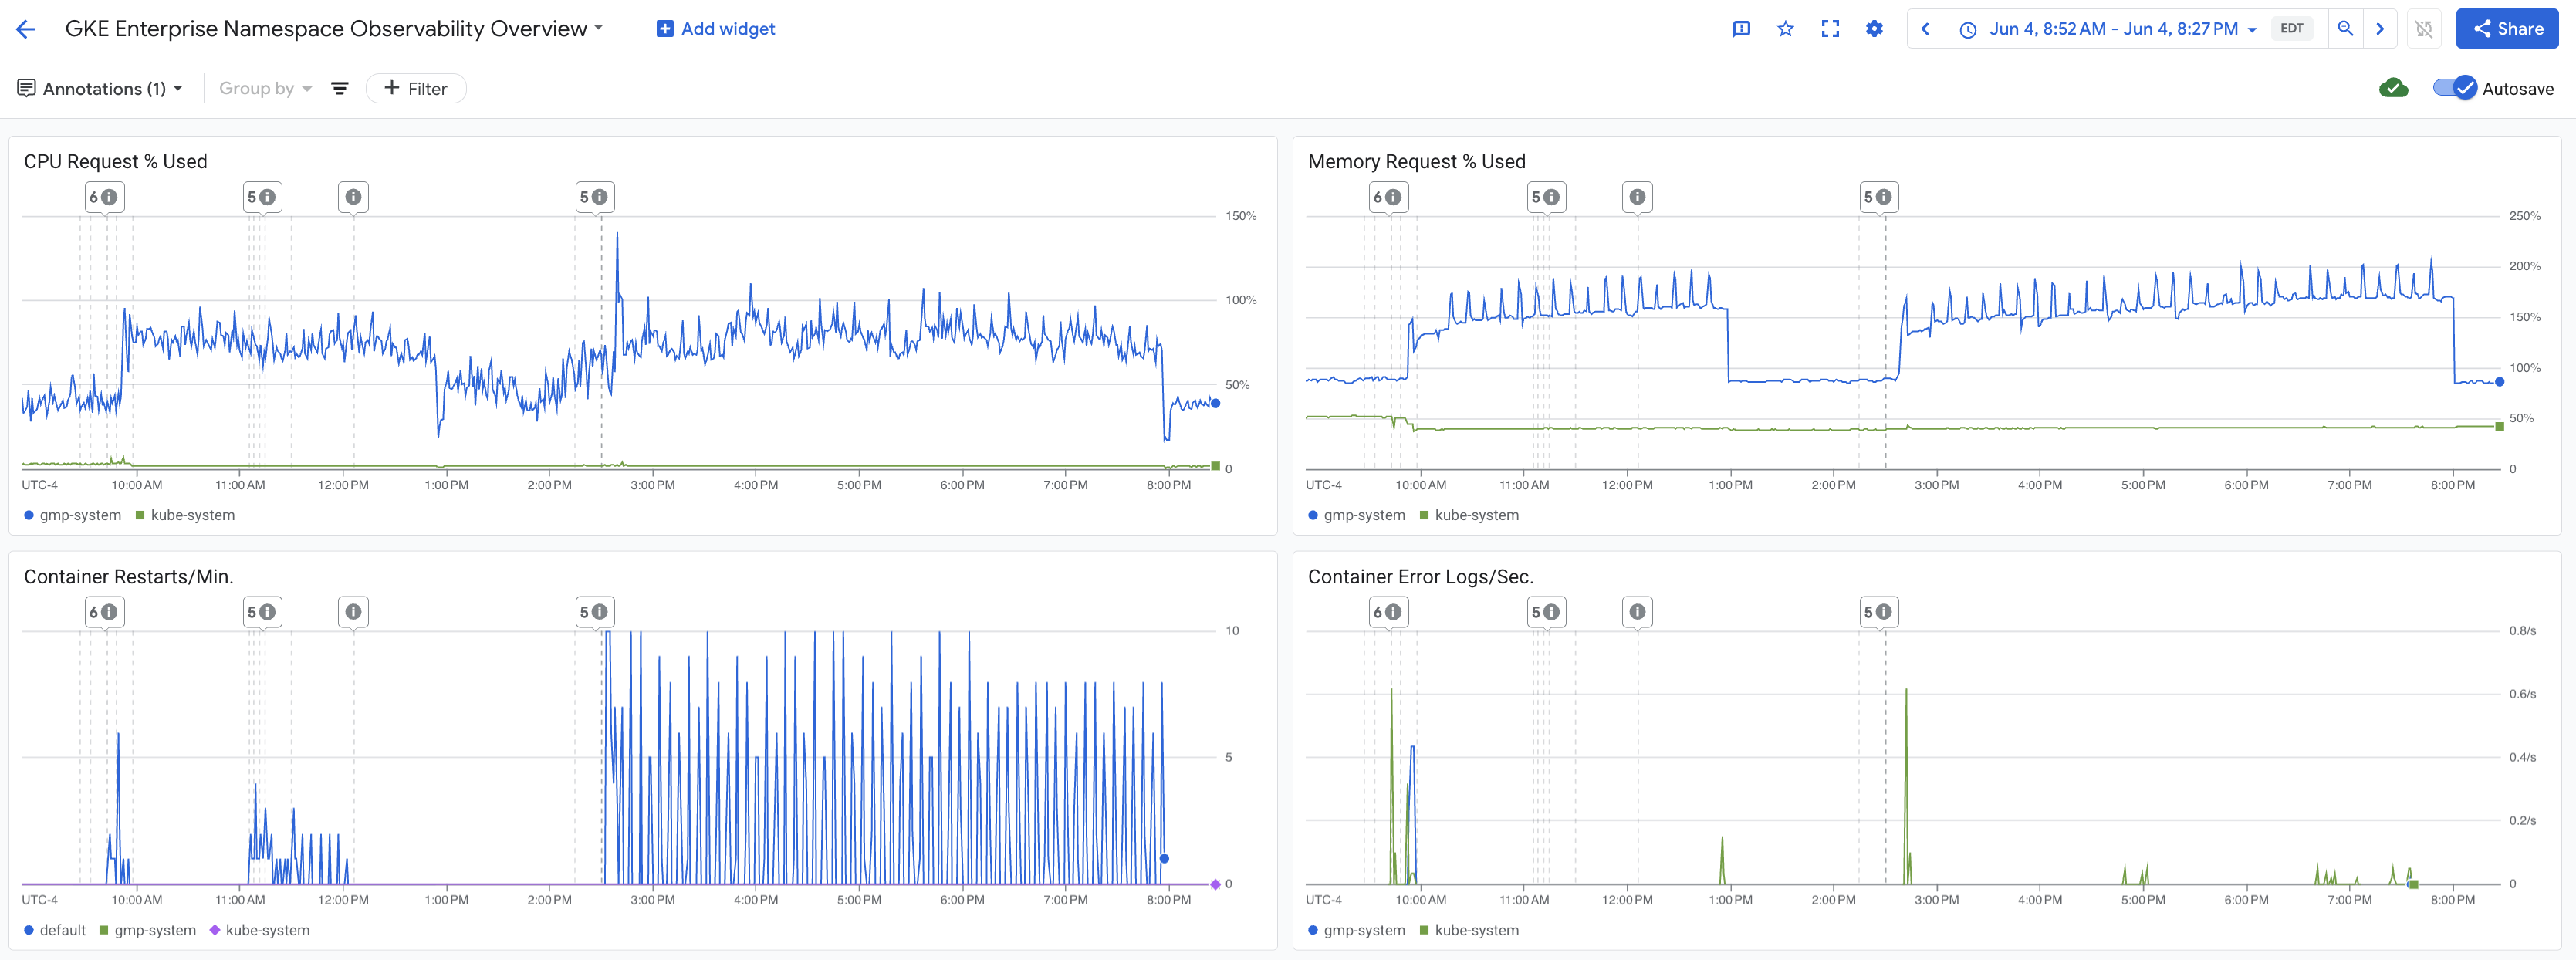 GKE Enterprise Namespace Observability Overview
Add widget
Jun 4, 8:52 AM - Jun 4, 8:27 PM
EDT
Share
Annotations (1)
Group by
Filter
Autosave
CPU Request % Used
6
5
5
150%
100%
50%
0
UTC-4
10:00 AM
11:00 AM
12:00 PM
1:00 PM
2:00 PM
3:00 PM
4:00 PM
5:00 PM
6:00 PM
7:00 PM
8:00 PM
gmp-system
kube-system
Memory Request % Used
6
5
5
250%
200%
150%
100%
50%
0
UTC-4
10:00 AM
11:00 AM
12:00 PM
1:00 PM
2:00 PM
3:00 PM
4:00 PM
5:00 PM
6:00 PM
7:00 PM
8:00 PM
gmp-system
kube-system
Container Restarts/Min.
6
5
5
10
5
0
UTC-4
10:00 AM
11:00 AM
12:00 PM
1:00 PM
2:00 PM
3:00 PM
4:00 PM
5:00 PM
6:00 PM
7:00 PM
8:00 PM
default
gmp-system
kube-system
Container Error Logs/Sec.
6
5
5
0.8/s
0.6/s
0.4/s
0.2/s
0
UTC-4
10:00 AM
11:00 AM
12:00 PM
1:00 PM
2:00 PM
3:00 PM
4:00 PM
5:00 PM
6:00 PM
7:00 PM
8:00 PM
gmp-system
kube-system